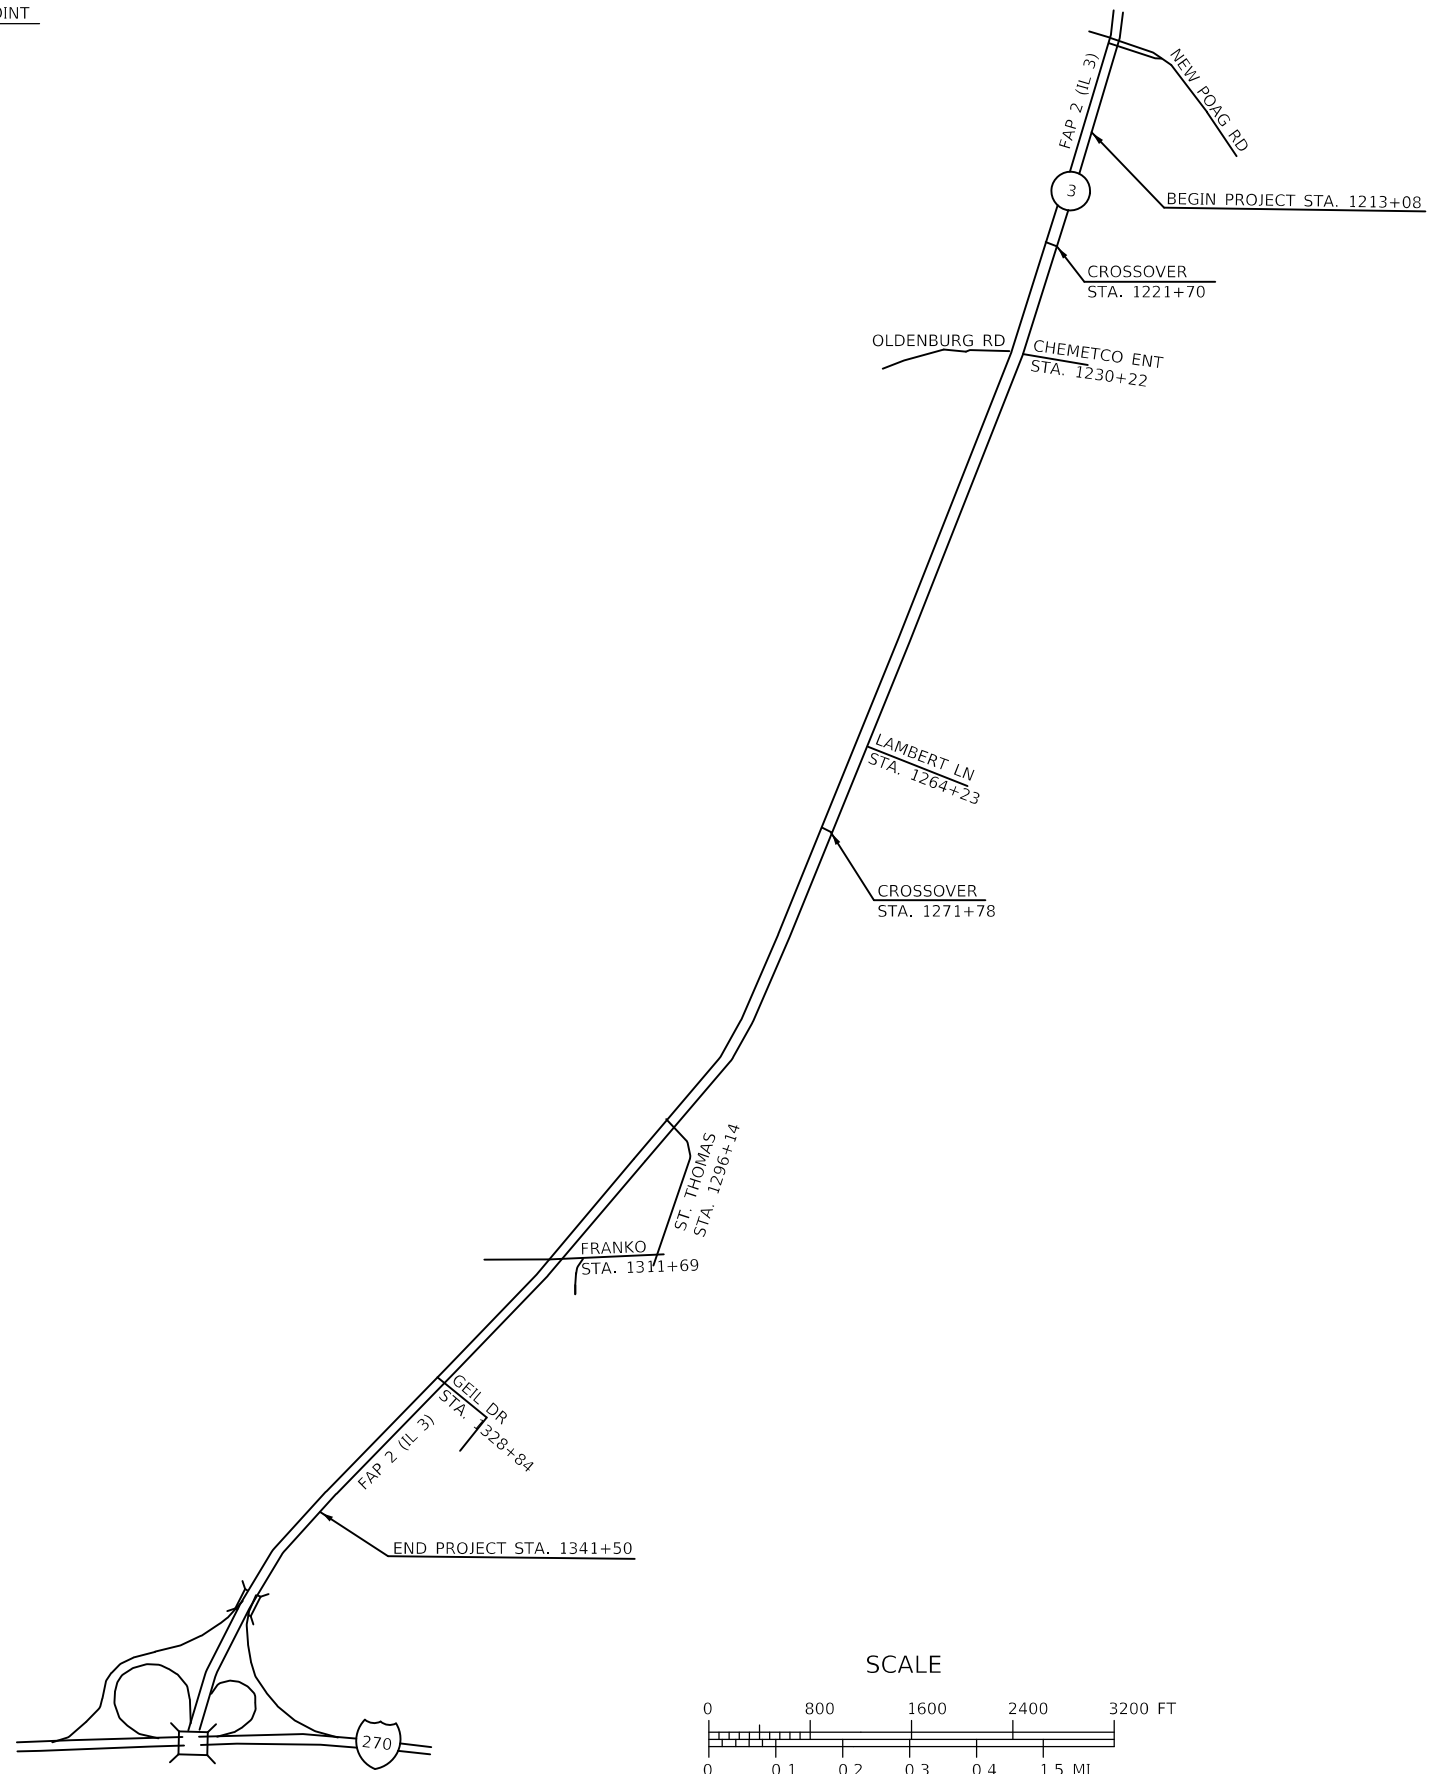 OINT
NEW POAG RD
FAP 2 (IL 3)
3
BEGIN PROJECT STA. 1213+08
CROSSOVER
STA. 1221+70
OLDENBURG RD
CHEMETCO ENT
STA. 1230+22
LAMBERT LN
STA. 1264+23
CROSSOVER
STA. 1271+78
ST. THOMAS
STA. 1296+14
FRANKO
STA. 1311+69
GEIL DR
STA. 1328+84
FAP 2 (IL 3)
END PROJECT STA. 1341+50
270
SCALE
0 800 1600 2400 3200 FT
0 0.1 0.2 0.3 0.4 1.5 MI